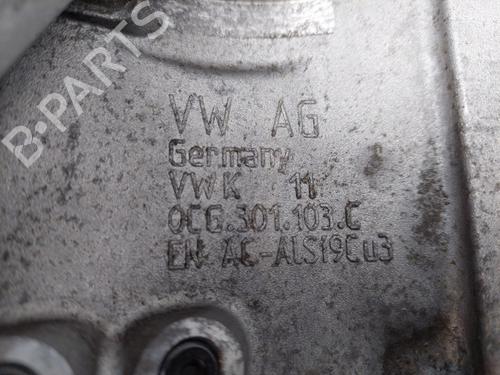 B-PARTS
VW AG
Germany
VWK 11
0CG.301.103.C
EN AC-AlSi9Cu3